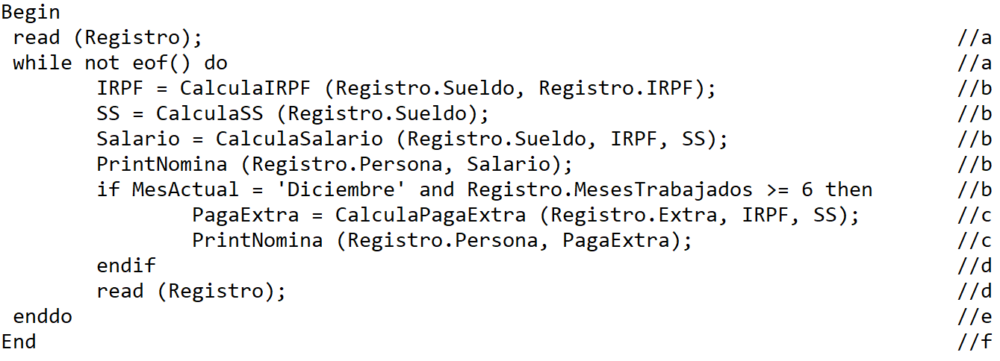 Begin
read (Registro); //a
while not eof() do //a
IRPF = CalculaIRPF (Registro.Sueldo, Registro.IRPF); //b
SS = CalculaSS (Registro.Sueldo); //b
Salario = CalculaSalario (Registro.Sueldo, IRPF, SS); //b
PrintNomina (Registro.Persona, Salario); //b
if MesActual = 'Diciembre' and Registro.MesesTrabajados >= 6 then //b
PagaExtra = CalculaPagaExtra (Registro.Extra, IRPF, SS); //c
PrintNomina (Registro.Persona, PagaExtra); //c
endif //d
read (Registro); //d
enddo //e
End //f